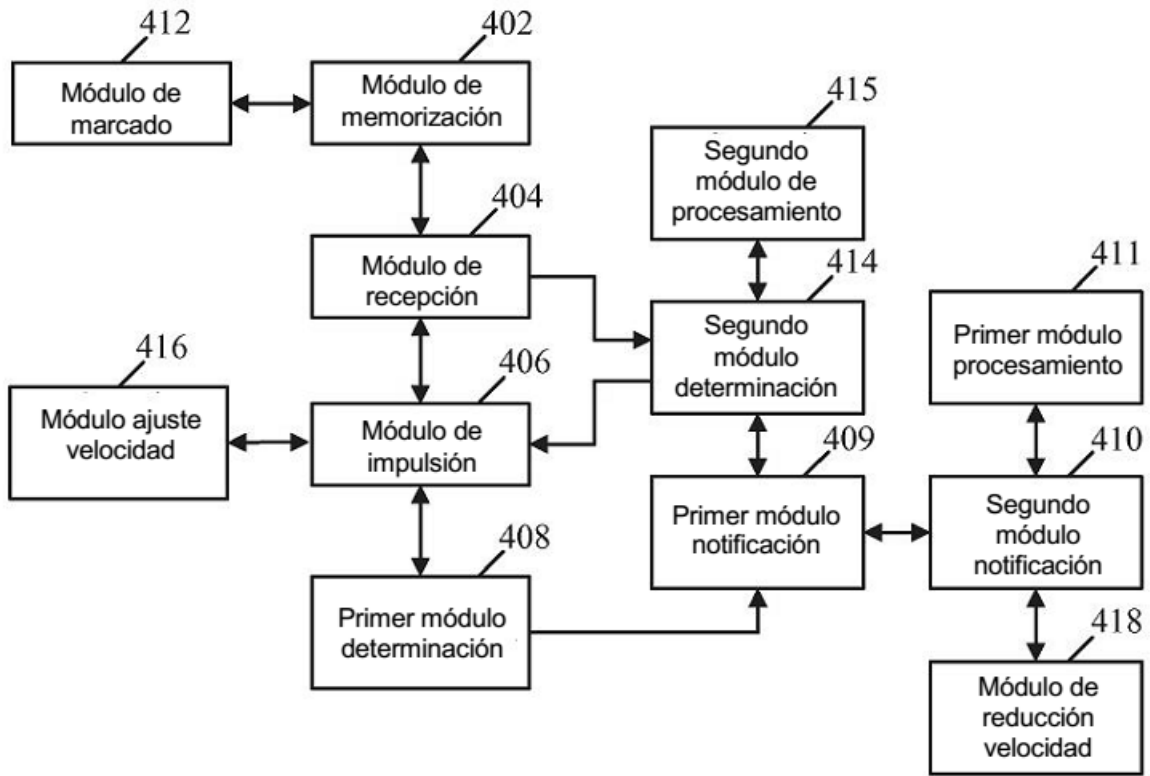 412
Módulo de
marcado
402
Módulo de
memorización
415
Segundo
módulo de
procesamiento
404
Módulo de
recepción
414
Segundo
módulo
determinación
411
Primer módulo
procesamiento
416
Módulo ajuste
velocidad
406
Módulo de
impulsión
409
Primer módulo
notificación
410
Segundo
módulo
notificación
408
Primer módulo
determinación
418
Módulo de
reducción
velocidad